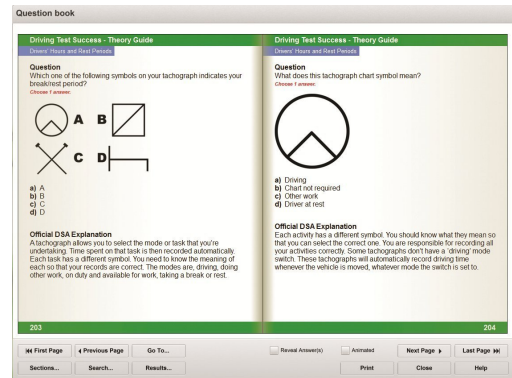 Question book
Driving Test Success - Theory Guide
Drivers' Hours and Rest Periods
Question
Which one of the following symbols on your tachograph indicates your
break/rest period?
Choose 1 answer.
A B
C D
a) A
b) B
c) C
d) D
Official DSA Explanation
A tachograph allows you to select the mode or task that you're
undertaking. Time spent on that task is then recorded automatically.
Each task has a different symbol. You need to know the meaning of
each so that your records are correct. The modes are, driving, doing
other work, on duty and available for work, taking a break or rest.
203
Driving Test Success - Theory Guide
Drivers' Hours and Rest Periods
Question
What does this tachograph chart symbol mean?
Choose 1 answer.
a) Driving
b) Chart not required
c) Other work
d) Driver at rest
Official DSA Explanation
Each activity has a different symbol. You should know what they mean so
that you can select the correct one. You are responsible for recording all
your activities correctly. Some tachographs don't have a 'driving' mode
switch. These tachographs will automatically record driving time
whenever the vehicle is moved, whatever mode the switch is set to.
204
First Page Previous Page Go To... Reveal Answer(s) Animated Next Page Last Page
Sections... Search... Results... Print Close Help